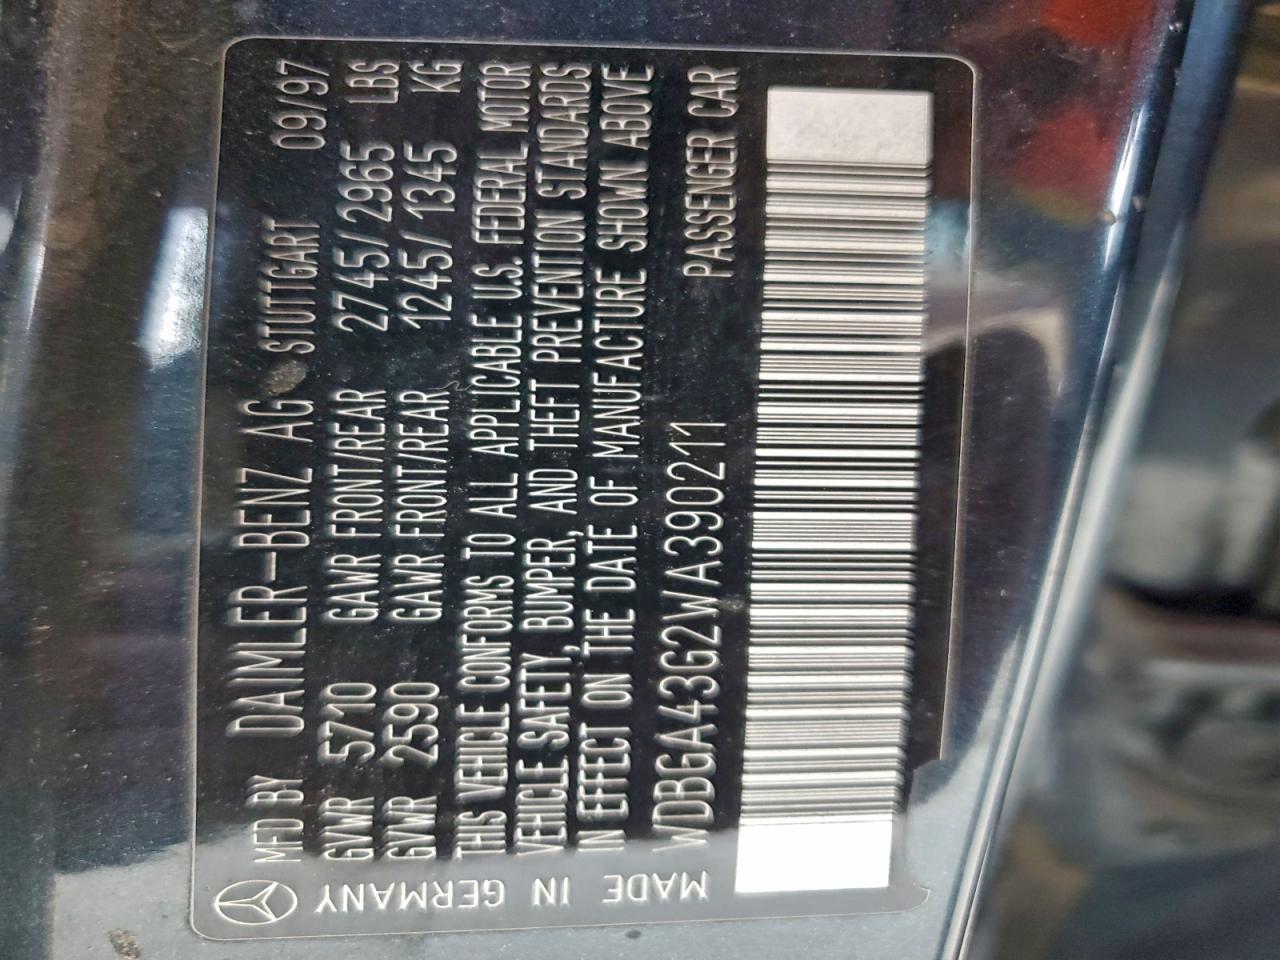 MFD BY DAIMLER-BENZ AG STUTTGART 09/97
GVWR 5710 GAWR FRONT/REAR 2745/2965 LBS
GVWR 2590 GAWR FRONT/REAR 1245/1345 KG
THIS VEHICLE CONFORMS TO ALL APPLICABLE U.S. FEDERAL MOTOR
VEHICLE SAFETY, BUMPER, AND THEFT PREVENTION STANDARDS
IN EFFECT ON THE DATE OF MANUFACTURE SHOWN ABOVE
WDBGA43G2WA390211 PASSENGER CAR
MADE IN GERMANY